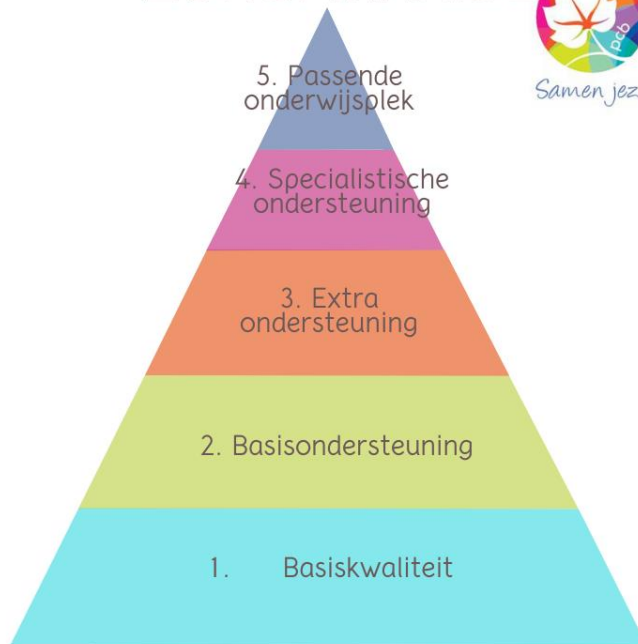 pcb
Samen jez
5. Passende
onderwijsplek
4. Specialistische
ondersteuning
3. Extra
ondersteuning
2. Basisondersteuning
1. Basiskwaliteit